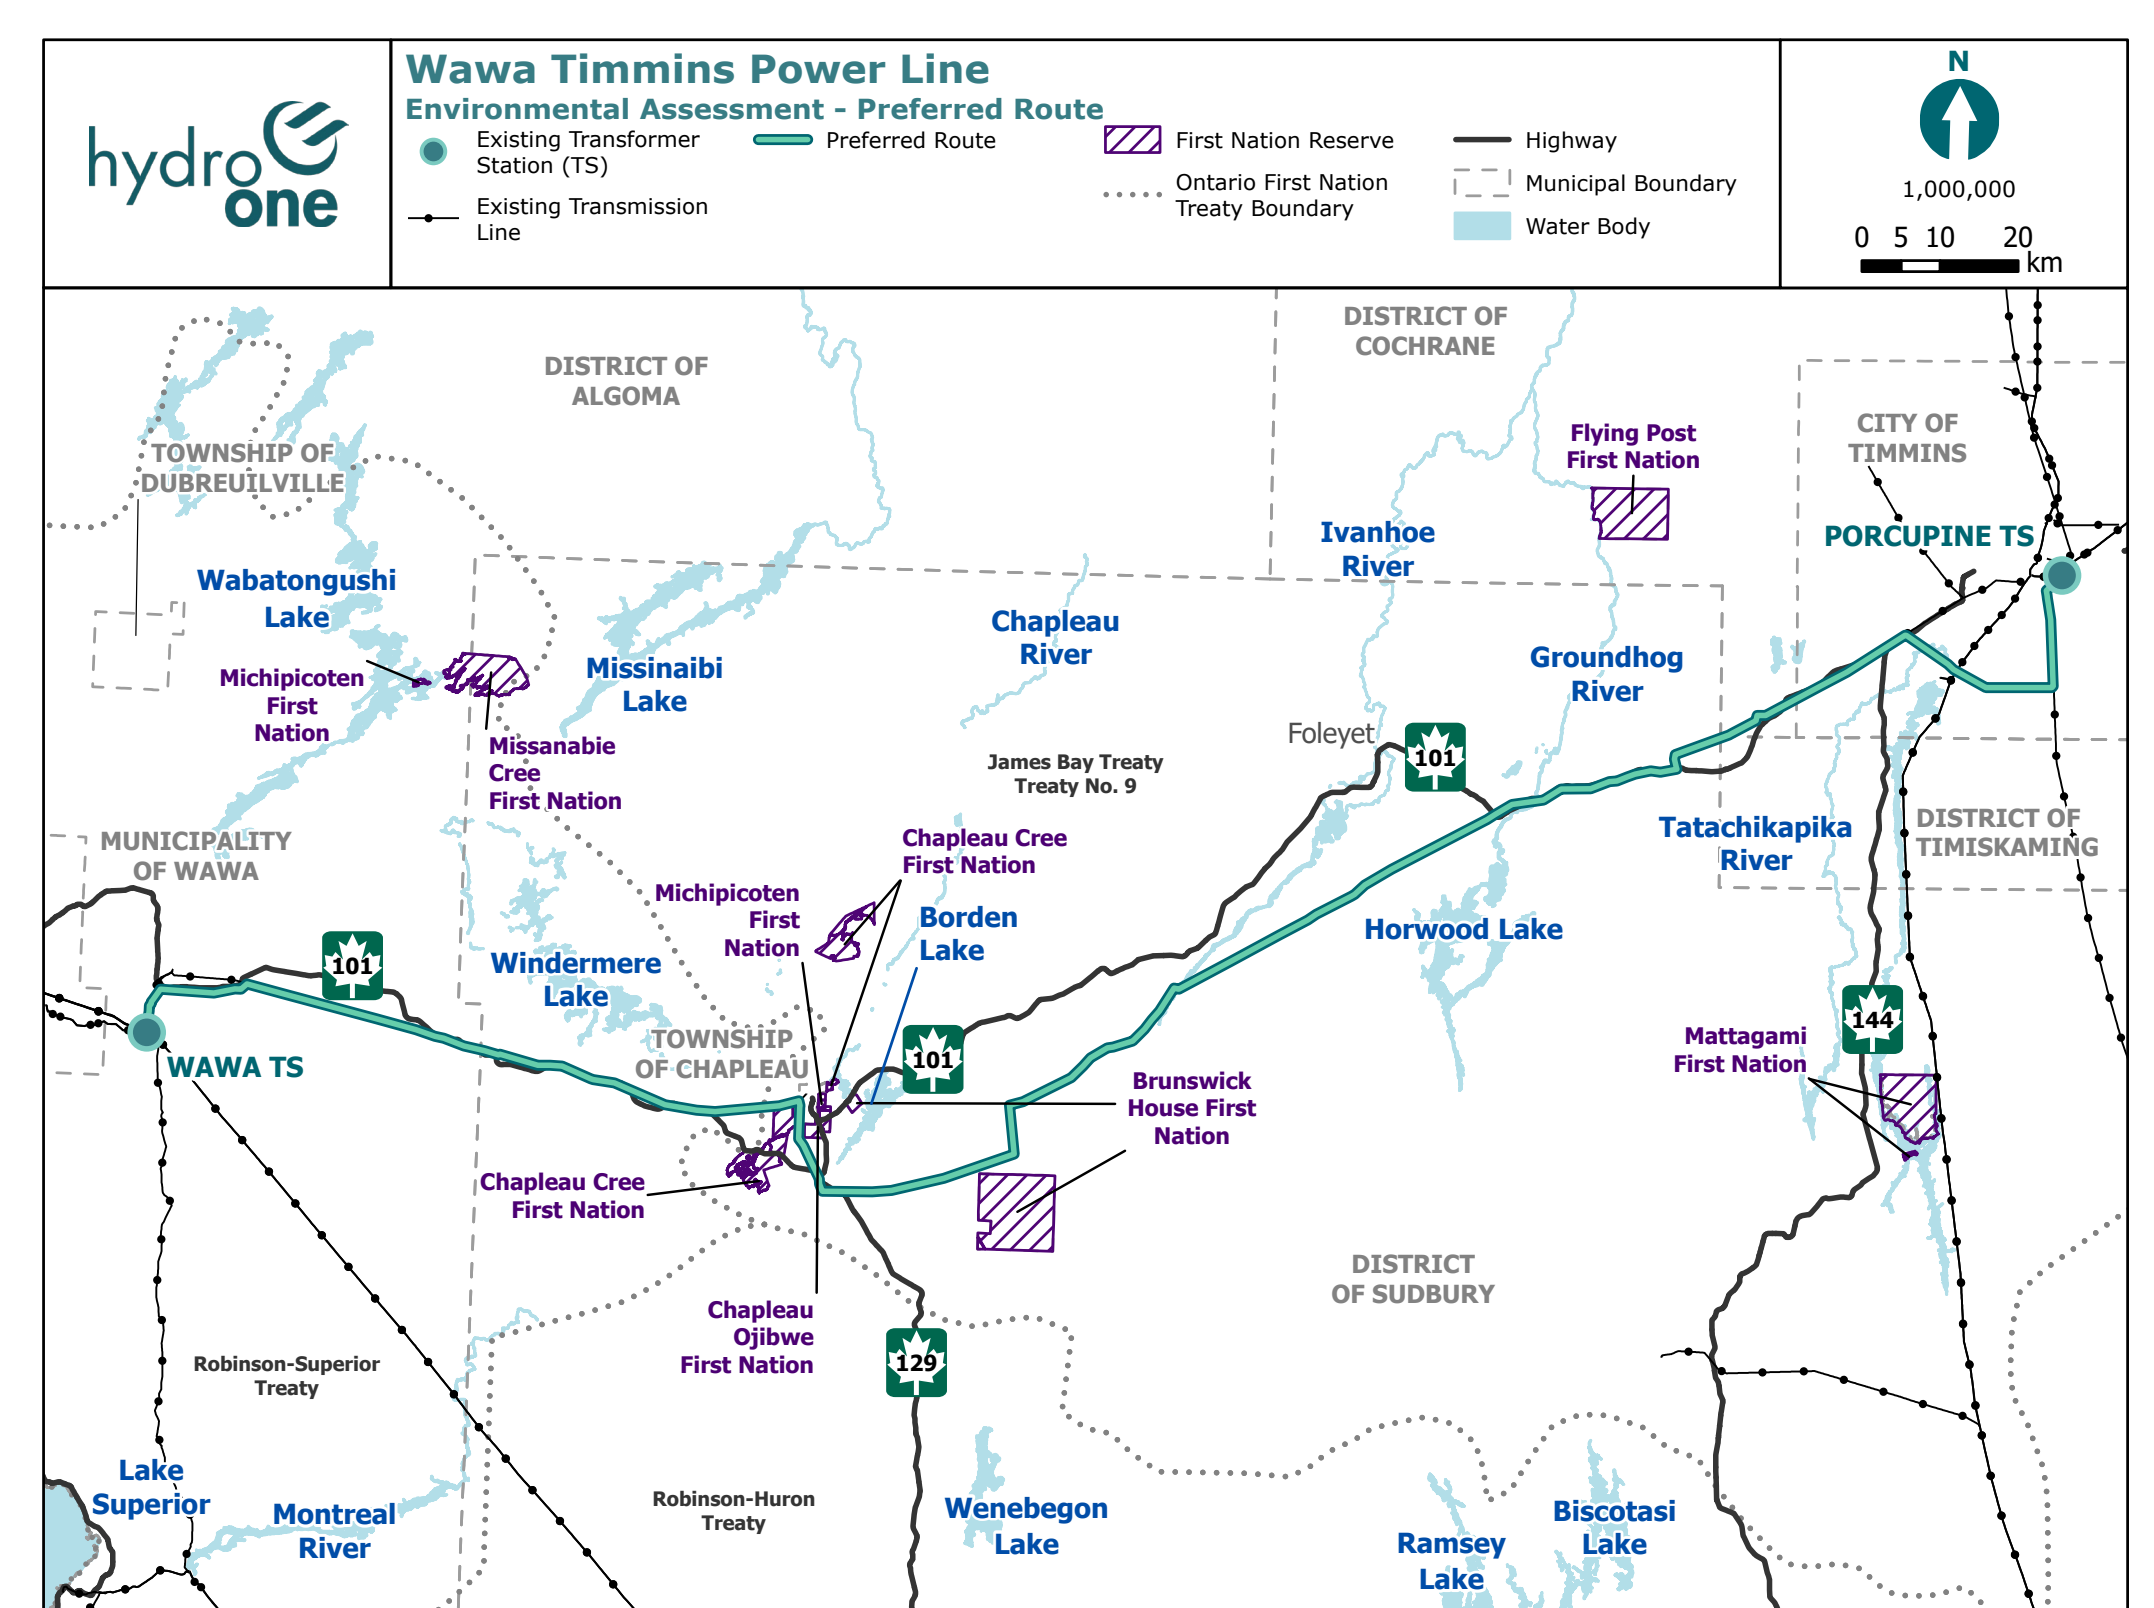 hydro
one
Wawa Timmins Power Line
Environmental Assessment - Preferred Route
Existing Transformer
Station (TS)
Existing Transmission
Line
Preferred Route
First Nation Reserve
Ontario First Nation
Treaty Boundary
Highway
Municipal Boundary
Water Body
N
1,000,000
0 5 10 20
km
DISTRICT OF
ALGOMA
DISTRICT OF
COCHRANE
CITY OF
TIMMINS
TOWNSHIP OF
DUBREUILVILLE
Flying Post
First Nation
PORCUPINE TS
Ivanhoe
River
Wabatongushi
Lake
Chapleau
River
Michipicoten
First
Nation
Missinaibi
Lake
Groundhog
River
Missanabie
Cree
First Nation
Foleyet
101
James Bay Treaty
Treaty No. 9
MUNICIPALITY
OF WAWA
Chapleau Cree
First Nation
Tatachikapika
River
DISTRICT OF
TIMISKAMING
Michipicoten
First
Nation
Borden
Lake
Horwood Lake
101
Windermere
Lake
WAWA TS
TOWNSHIP
OF CHAPLEAU
101
144
Mattagami
First Nation
Brunswick
House First
Nation
Chapleau Cree
First Nation
DISTRICT
OF SUDBURY
Chapleau
Ojibwe
First Nation
129
Robinson-Superior
Treaty
Lake
Superior
Montreal
River
Robinson-Huron
Treaty
Wenebegon
Lake
Ramsey
Lake
Biscotasi
Lake